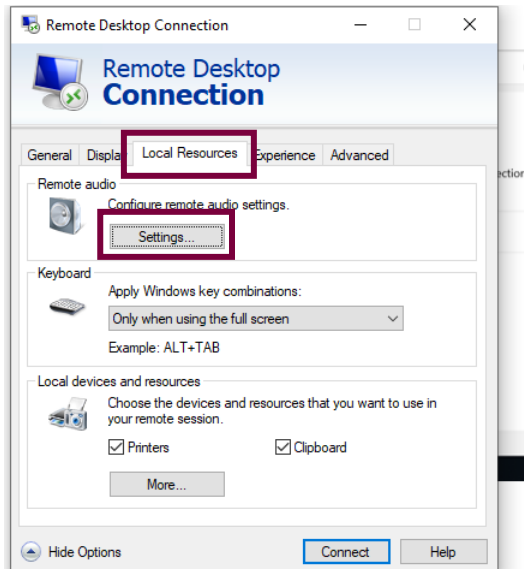 Remote Desktop Connection
Remote Desktop
Connection
General Display Local Resources Experience Advanced
Remote audio
Configure remote audio settings.
Settings...
Keyboard
Apply Windows key combinations:
Only when using the full screen
Example: ALT+TAB
Local devices and resources
Choose the devices and resources that you want to use in
your remote session.
Printers Clipboard
More...
Hide Options Connect Help